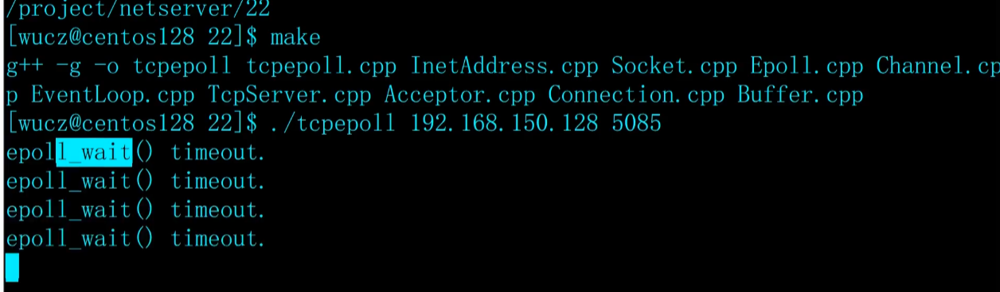 /project/netserver/22
[wucz@centos128 22]$ make
g++ -g -o tcpepoll tcpepoll.cpp InetAddress.cpp Socket.cpp Epoll.cpp Channel.cp
p EventLoop.cpp TcpServer.cpp Acceptor.cpp Connection.cpp Buffer.cpp
[wucz@centos128 22]$ ./tcpepoll 192.168.150.128 5085
epoll_wait() timeout.
epoll_wait() timeout.
epoll_wait() timeout.
epoll_wait() timeout.